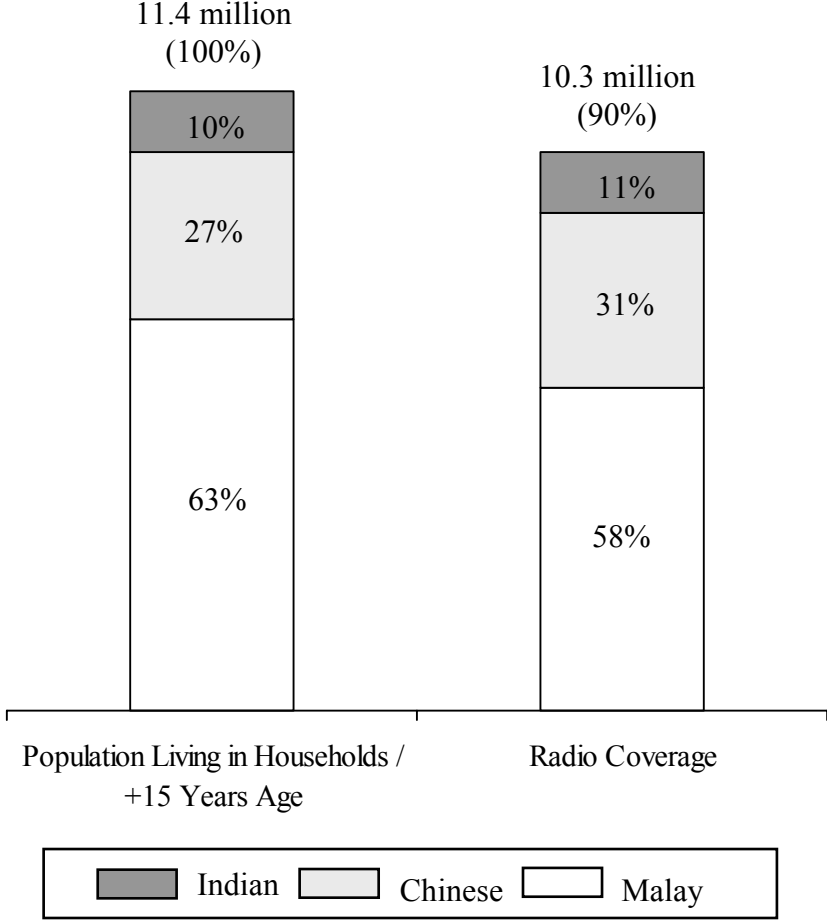 11.4 million
(100%)
10%
27%
63%
10.3 million
(90%)
11%
31%
58%
Population Living in Households /
+15 Years Age
Radio Coverage
Indian
Chinese
Malay